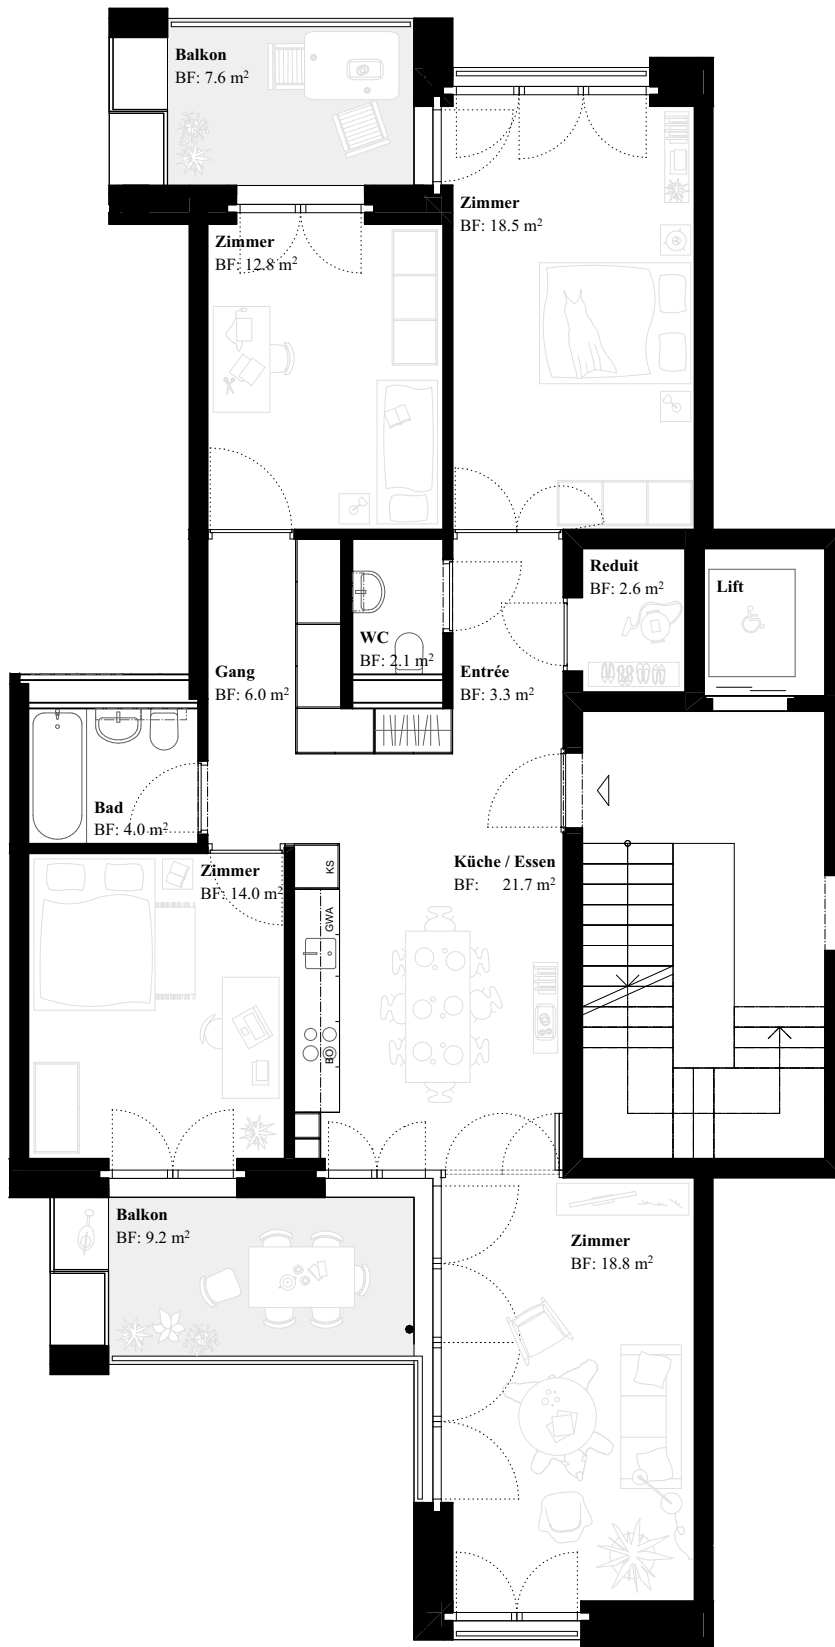 Balkon
BF: 7.6 m²
Zimmer
BF: 18.5 m²
Zimmer
BF: 12.8 m²
Reduit
BF: 2.6 m²
Lift
WC
BF: 2.1 m²
Gang
BF: 6.0 m²
Entrée
BF: 3.3 m²
Bad
BF: 4.0 m²
Zimmer
BF: 14.0 m²
KS
Küche / Essen
BF: 21.7 m²
GWA
BO
Balkon
BF: 9.2 m²
Zimmer
BF: 18.8 m²